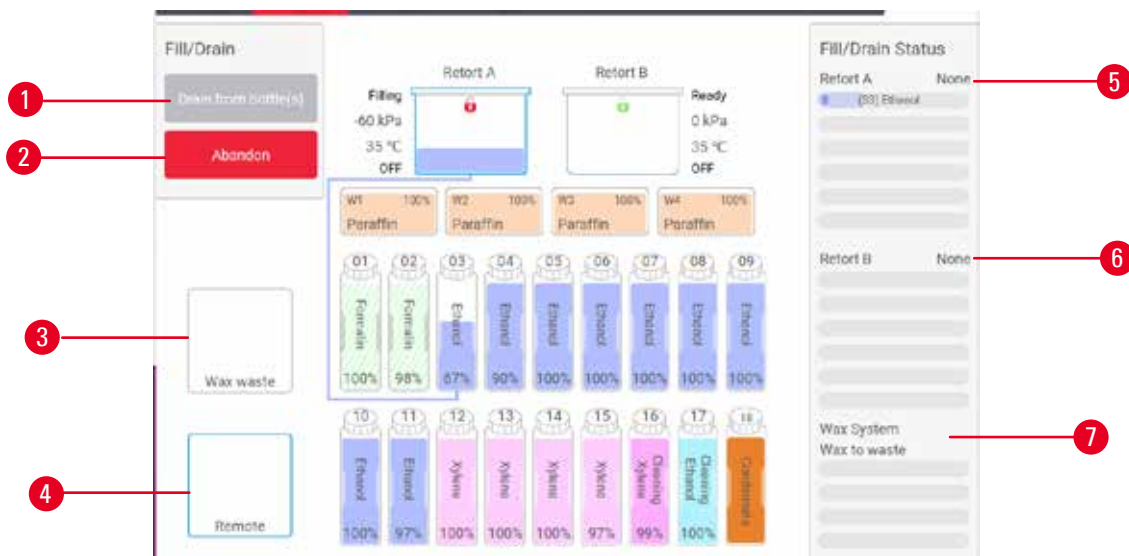 Fill/Drain
Drain from bottle(s)
Abandon
Wax waste
Remote
Retort A
Retort B
Filling
-60 kPa
35 °C
OFF
Ready
0 kPa
35 °C
OFF
W1 100%
Paraffin
W2 100%
Paraffin
W3 100%
Paraffin
W4 100%
Paraffin
01 02 03 04 05 06 07 08 09
Formalin Formalin Ethanol Ethanol Ethanol Ethanol Ethanol Ethanol Ethanol
100% 98% 67% 90% 100% 100% 100% 100% 100%
10 11 12 13 14 15 16 17 18
Ethanol Ethanol Xylene Xylene Xylene Xylene Cleaning Xylene Cleaning Ethanol Condensate
100% 97% 100% 100% 100% 97% 99% 100%
Fill/Drain Status
Retort A None
(S3) Ethanol
Retort B None
Wax System
Wax to waste
1
2
3
4
5
6
7